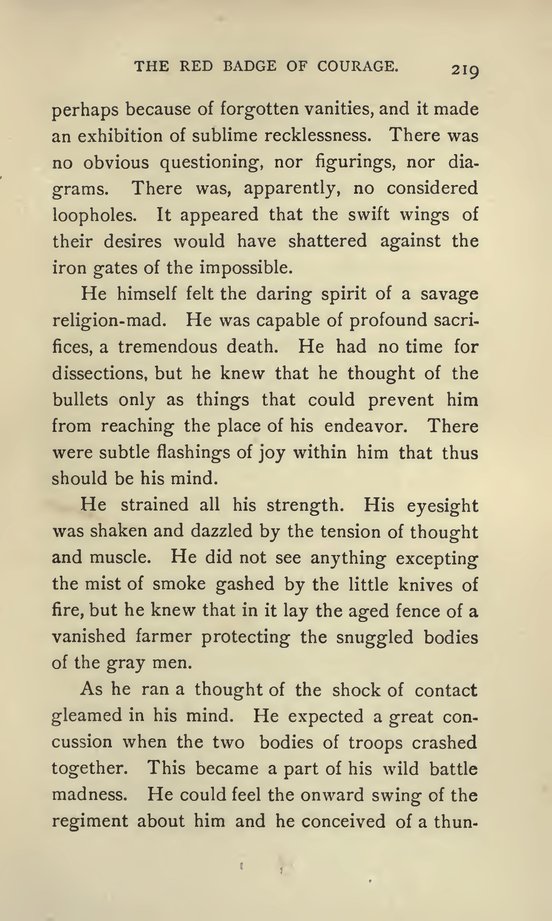 THE RED BADGE OF COURAGE. 219
perhaps because of forgotten vanities, and it made
an exhibition of sublime recklessness. There was
no obvious questioning, nor figurings, nor dia-
grams. There was, apparently, no considered
loopholes. It appeared that the swift wings of
their desires would have shattered against the
iron gates of the impossible.
He himself felt the daring spirit of a savage
religion-mad. He was capable of profound sacri-
fices, a tremendous death. He had no time for
dissections, but he knew that he thought of the
bullets only as things that could prevent him
from reaching the place of his endeavor. There
were subtle flashings of joy within him that thus
should be his mind.
He strained all his strength. His eyesight
was shaken and dazzled by the tension of thought
and muscle. He did not see anything excepting
the mist of smoke gashed by the little knives of
fire, but he knew that in it lay the aged fence of a
vanished farmer protecting the snuggled bodies
of the gray men.
As he ran a thought of the shock of contact
gleamed in his mind. He expected a great con-
cussion when the two bodies of troops crashed
together. This became a part of his wild battle
madness. He could feel the onward swing of the
regiment about him and he conceived of a thun-